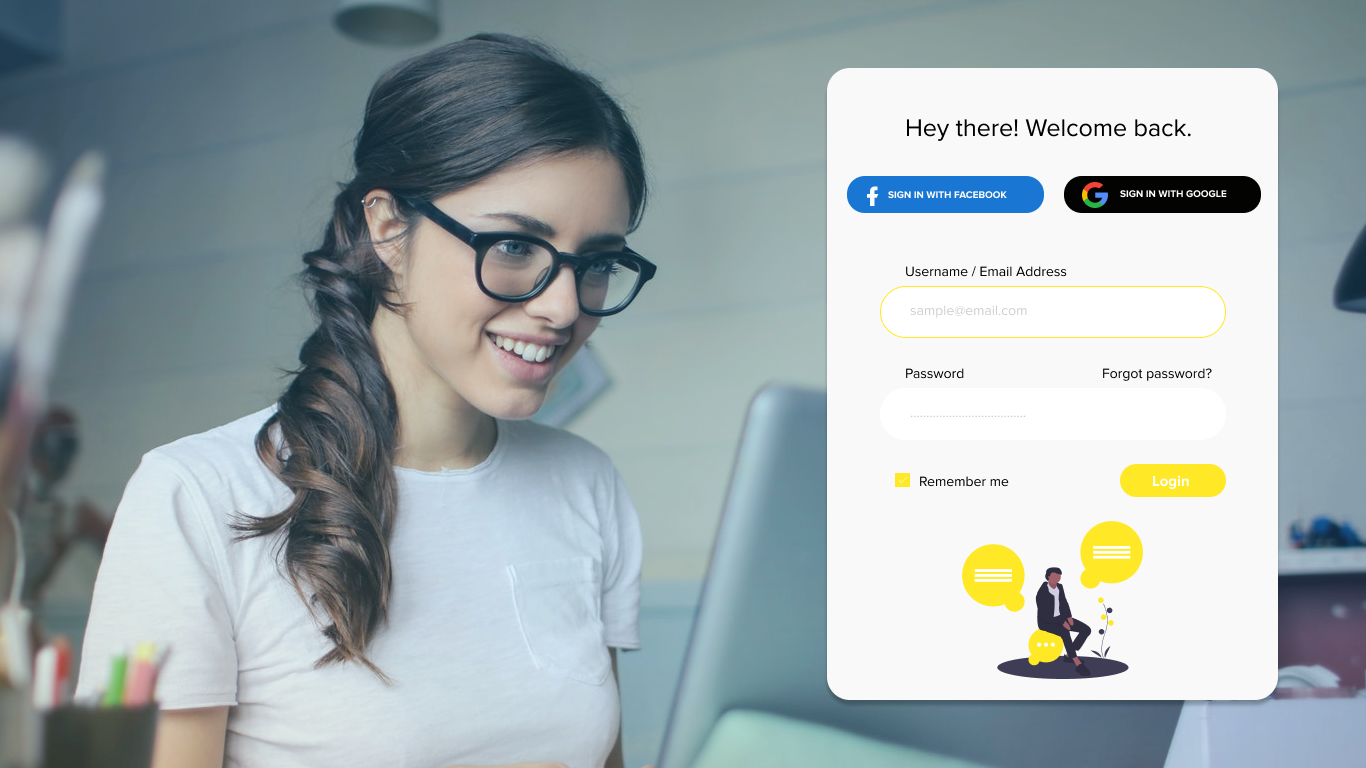 Hey there! Welcome back.
SIGN IN WITH FACEBOOK
SIGN IN WITH GOOGLE
Username / Email Address
sample@email.com
Password
Forgot password?
....................................
Remember me
Login